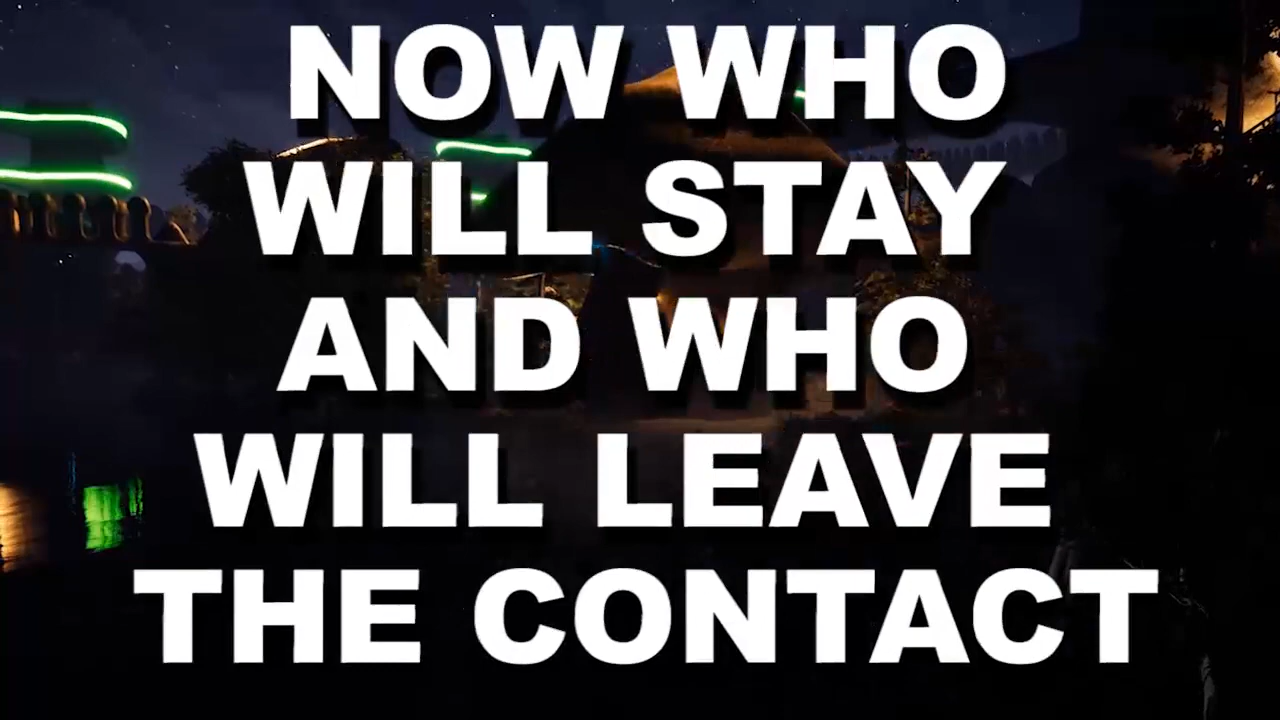 NOW WHO
WILL STAY
AND WHO
WILL LEAVE
THE CONTACT